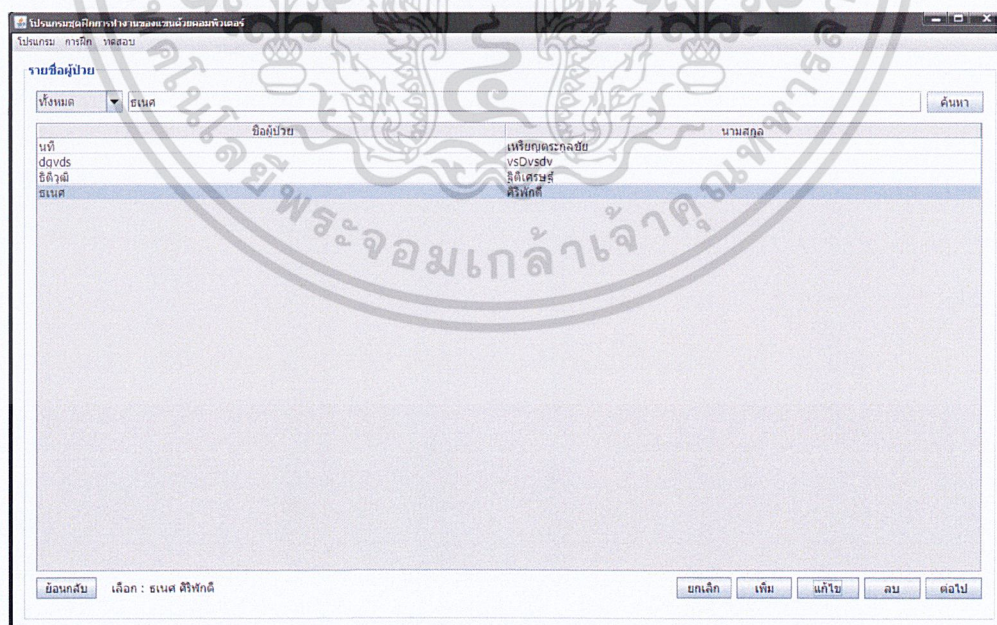 โปรแกรมชุดฝึกการทำงานของแขนด้วยคอมพิวเตอร์
โปรแกรม การฝึก ทดสอบ
รายชื่อผู้ป่วย
ทั้งหมด ธเนศ ค้นหา
ชื่อผู้ป่วย นามสกุล
นที เหรียญตระกูลชัย
dqvds vsDvsdv
ธิติวุฒิ ฐิติเศรษฐ์
ธเนศ ศิริพักดี
พระจอมเกล้าเจ้าคุณทหารล
คโนโลยี
ย้อนกลับ เลือก : ธเนศ ศิริพักดี ยกเลิก เพิ่ม แก้ไข ลบ ต่อไป